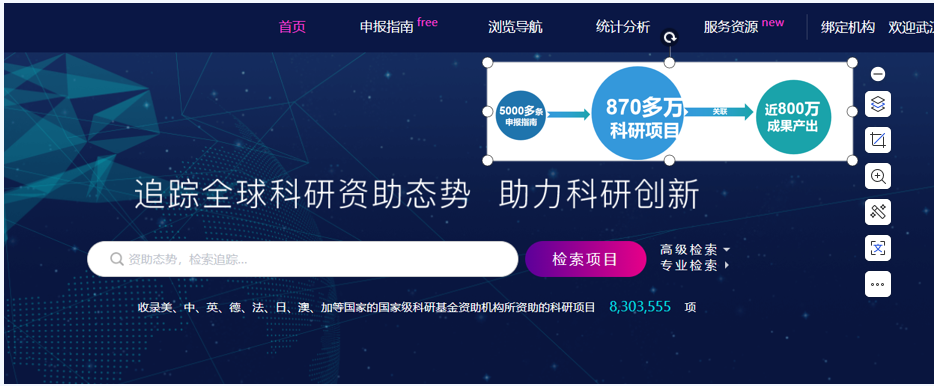 首页 申报指南 free 浏览导航 统计分析 服务资源 new 绑定机构 欢迎武汉
5000多条
申报指南
870多万
科研项目
关联
近800万
成果产出
追踪全球科研资助态势 助力科研创新
资助态势，检索追踪...
检索项目
高级检索
专业检索
收录美、中、英、德、法、日、澳、加等国家的国家级科研基金资助机构所资助的科研项目 8,303,555 项